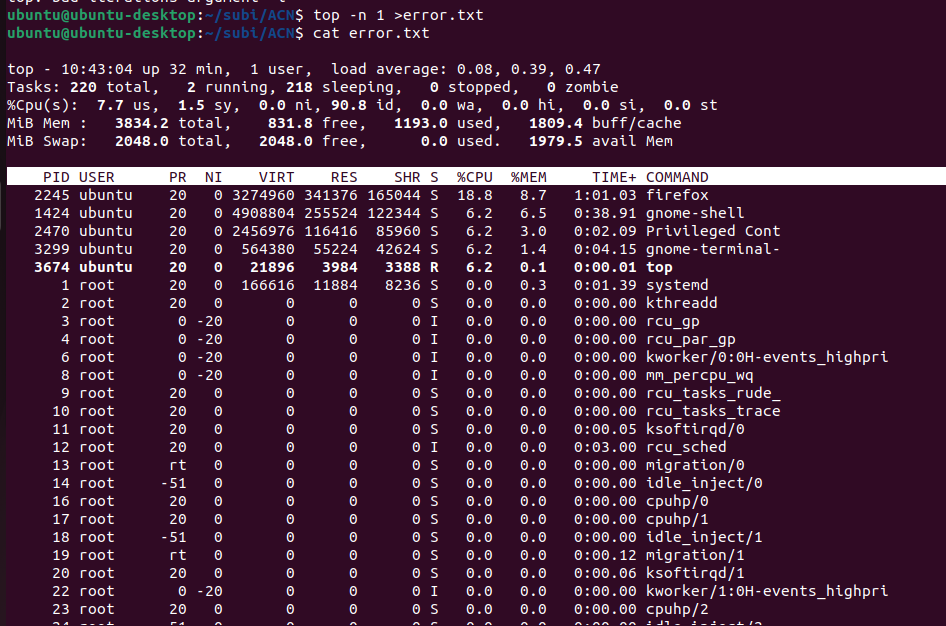 ubuntu@ubuntu-desktop:~/subi/ACN$ top -n 1 >error.txt
ubuntu@ubuntu-desktop:~/subi/ACN$ cat error.txt
top - 10:43:04 up 32 min,  1 user,  load average: 0.08, 0.39, 0.47
Tasks: 220 total,   2 running, 218 sleeping,   0 stopped,   0 zombie
%Cpu(s):  7.7 us,  1.5 sy,  0.0 ni, 90.8 id,  0.0 wa,  0.0 hi,  0.0 si,  0.0 st
MiB Mem :   3834.2 total,    831.8 free,   1193.0 used,   1809.4 buff/cache
MiB Swap:   2048.0 total,   2048.0 free,      0.0 used.   1979.5 avail Mem
    PID USER      PR  NI    VIRT    RES    SHR S  %CPU  %MEM     TIME+ COMMAND
   2245 ubuntu    20   0 3274960 341376 165044 S  18.8   8.7   1:01.03 firefox
   1424 ubuntu    20   0 4908804 255524 122344 S   6.2   6.5   0:38.91 gnome-shell
   2470 ubuntu    20   0 2456976 116416  85960 S   6.2   3.0   0:02.09 Privileged Cont
   3299 ubuntu    20   0  564380  55224  42624 S   6.2   1.4   0:04.15 gnome-terminal-
   3674 ubuntu    20   0   21896   3984   3388 R   6.2   0.1   0:00.01 top
      1 root      20   0  166616  11884   8236 S   0.0   0.3   0:01.39 systemd
      2 root      20   0       0      0      0 S   0.0   0.0   0:00.00 kthreadd
      3 root       0 -20       0      0      0 I   0.0   0.0   0:00.00 rcu_gp
      4 root       0 -20       0      0      0 I   0.0   0.0   0:00.00 rcu_par_gp
      6 root       0 -20       0      0      0 I   0.0   0.0   0:00.00 kworker/0:0H-events_highpri
      8 root       0 -20       0      0      0 I   0.0   0.0   0:00.00 mm_percpu_wq
      9 root      20   0       0      0      0 S   0.0   0.0   0:00.00 rcu_tasks_rude_
     10 root      20   0       0      0      0 S   0.0   0.0   0:00.00 rcu_tasks_trace
     11 root      20   0       0      0      0 S   0.0   0.0   0:00.05 ksoftirqd/0
     12 root      20   0       0      0      0 I   0.0   0.0   0:03.00 rcu_sched
     13 root      rt   0       0      0      0 S   0.0   0.0   0:00.00 migration/0
     14 root     -51   0       0      0      0 S   0.0   0.0   0:00.00 idle_inject/0
     16 root      20   0       0      0      0 S   0.0   0.0   0:00.00 cpuhp/0
     17 root      20   0       0      0      0 S   0.0   0.0   0:00.00 cpuhp/1
     18 root     -51   0       0      0      0 S   0.0   0.0   0:00.00 idle_inject/1
     19 root      rt   0       0      0      0 S   0.0   0.0   0:00.12 migration/1
     20 root      20   0       0      0      0 S   0.0   0.0   0:00.06 ksoftirqd/1
     22 root       0 -20       0      0      0 I   0.0   0.0   0:00.00 kworker/1:0H-events_highpri
     23 root      20   0       0      0      0 S   0.0   0.0   0:00.00 cpuhp/2